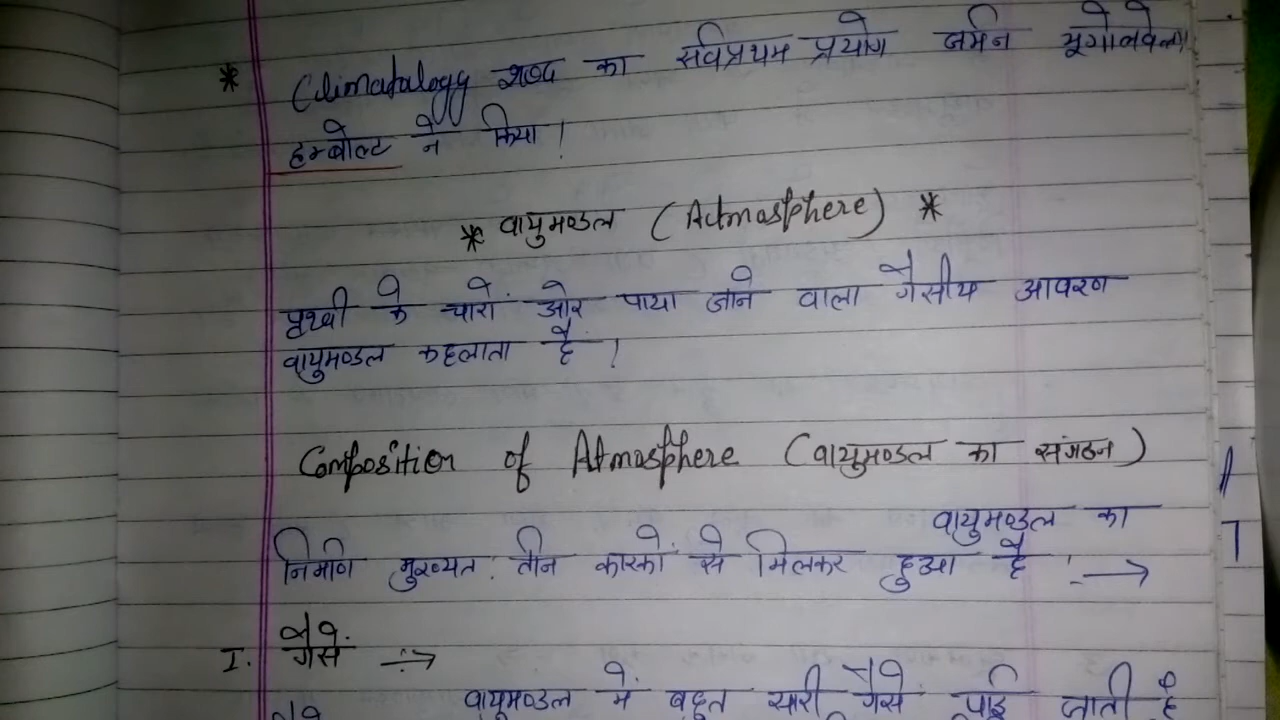 * Climatalogy शब्द का सर्वप्रथम प्रयोग जर्मन भूगोलवेत्ता
हम्बोल्ट ने किया।
* वायुमण्डल (Atmosphere) *
पृथ्वी के चारों ओर पाया जाने वाला गैसीय आवरण
वायुमण्डल कहलाता है।
Composition of Atmosphere (वायुमण्डल का संगठन)
वायुमण्डल का
निर्माण मुख्यत: तीन कारकों से मिलकर हुआ है :→
I. गैसें :→
वायुमण्डल में बहुत सारी गैसें पाई जाती है